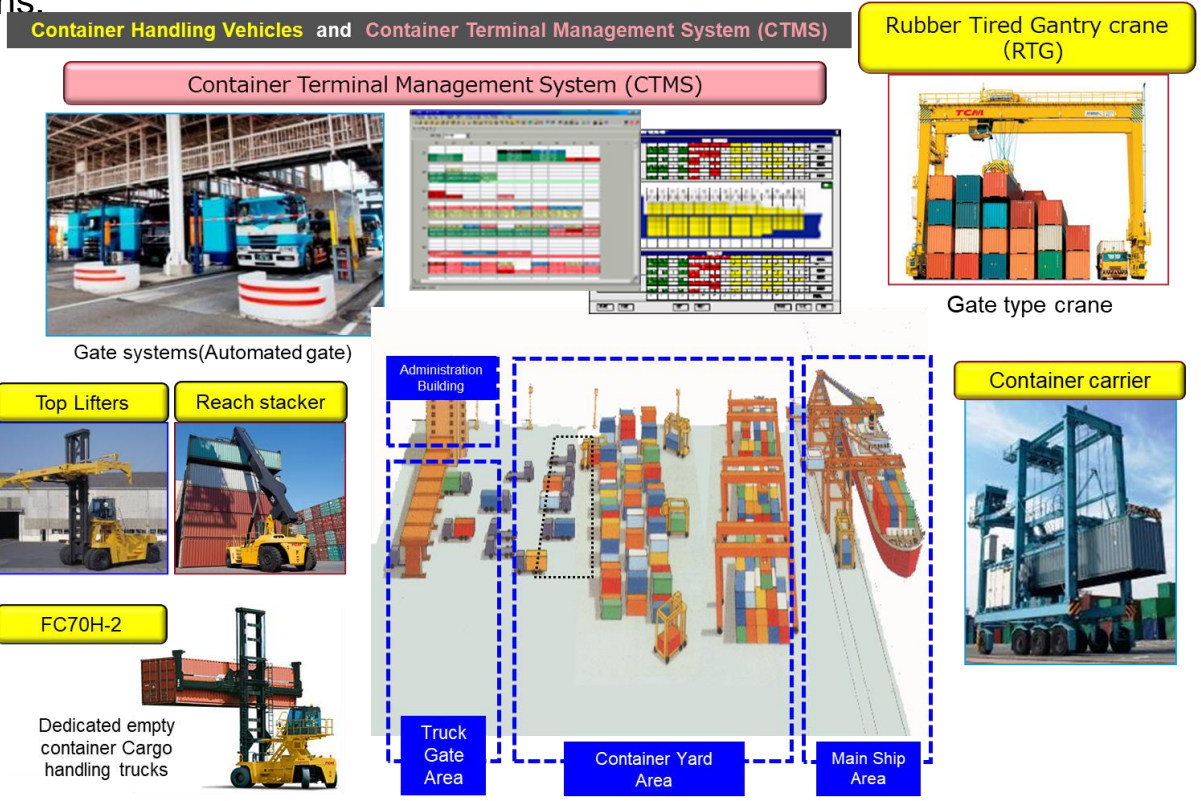 ns.
Container Handling Vehicles and Container Terminal Management System (CTMS)
Rubber Tired Gantry crane
(RTG)
Container Terminal Management System (CTMS)
TCM
Gate type crane
Gate systems(Automated gate)
Administration
Building
Container carrier
Top Lifters
Reach stacker
FC70H-2
Dedicated empty
container Cargo
handling trucks
TCM
Truck
Gate
Area
Container Yard
Area
Main Ship
Area